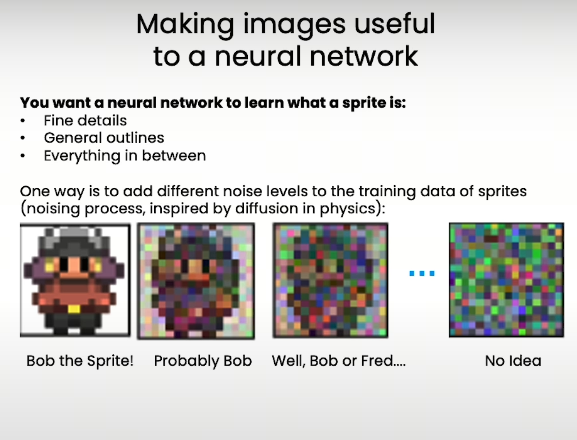 Making images useful
to a neural network
You want a neural network to learn what a sprite is:
• Fine details
• General outlines
• Everything in between
One way is to add different noise levels to the training data of sprites
(noising process, inspired by diffusion in physics):
...
Bob the Sprite! Probably Bob Well, Bob or Fred.... No Idea